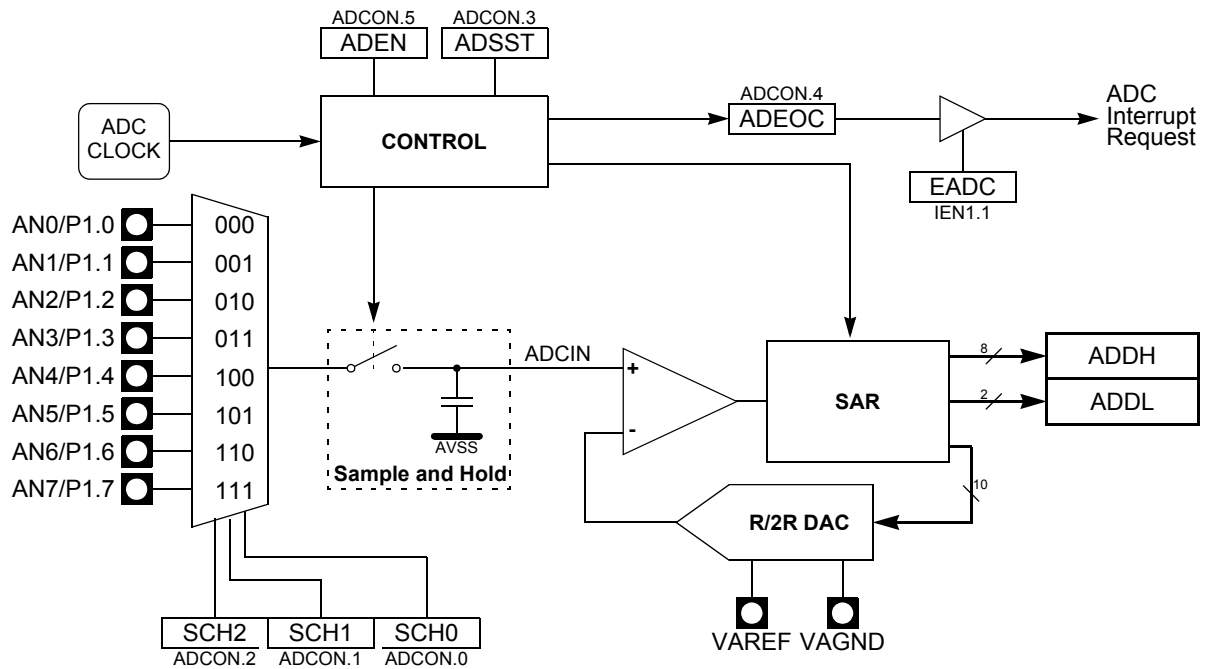 ADCON.5
ADEN
ADCON.3
ADSST
ADC
CLOCK
CONTROL
ADCON.4
ADEOC
ADC
Interrupt
Request
EADC
IEN1.1
AN0/P1.0
000
AN1/P1.1
001
AN2/P1.2
010
AN3/P1.3
011
AN4/P1.4
100
AN5/P1.5
101
AN6/P1.6
110
AN7/P1.7
111
AVSS
Sample and Hold
ADCIN
+
-
SAR
8
ADDH
2
ADDL
10
R/2R DAC
VAREF
VAGND
SCH2
SCH1
SCH0
ADCON.2
ADCON.1
ADCON.0